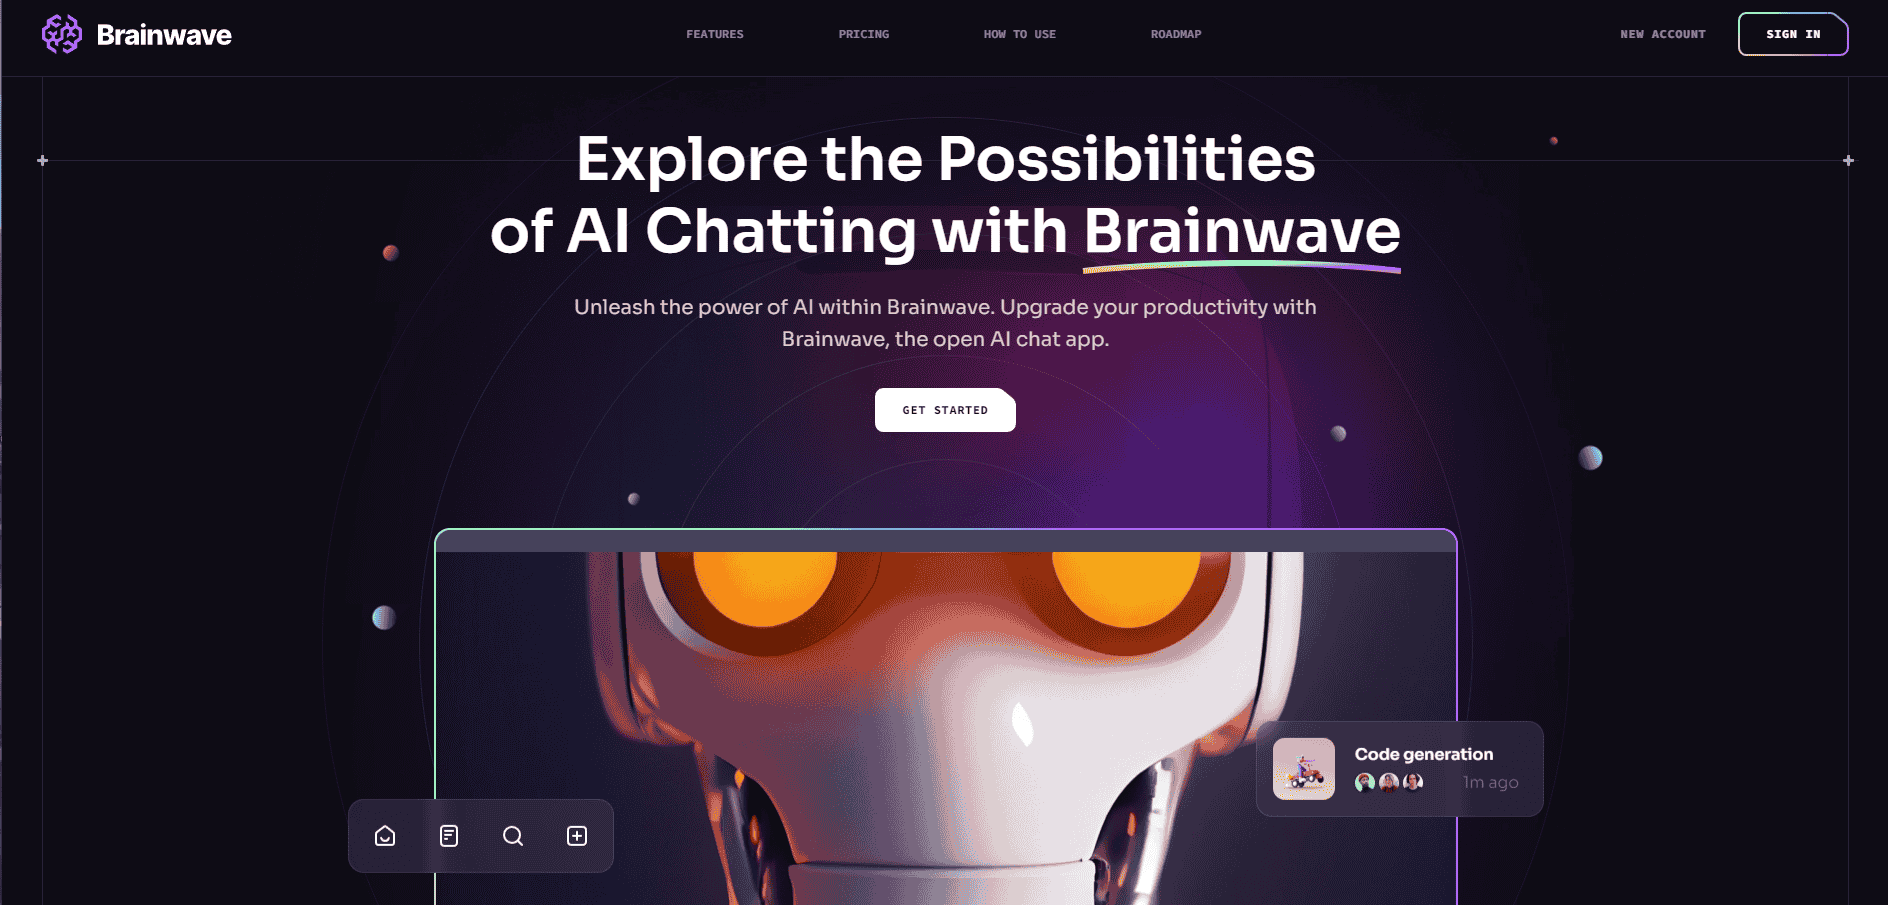 Brainwave
FEATURES
PRICING
HOW TO USE
ROADMAP
NEW ACCOUNT
SIGN IN
Explore the Possibilities
of AI Chatting with Brainwave
Unleash the power of AI within Brainwave. Upgrade your productivity with
Brainwave, the open AI chat app.
GET STARTED
Code generation
1m ago